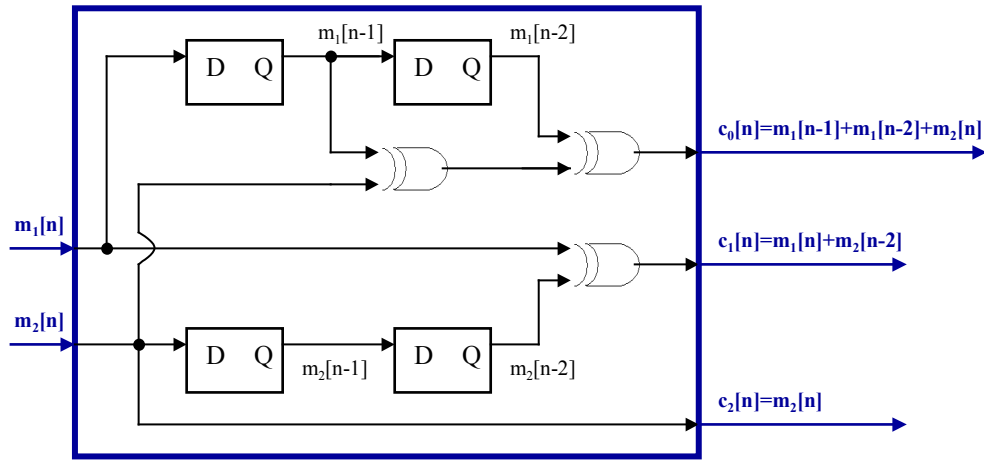 m₁[n-1]
m₁[n-2]
D Q
D Q
c₀[n]=m₁[n-1]+m₁[n-2]+m₂[n]
m₁[n]
c₁[n]=m₁[n]+m₂[n-2]
m₂[n]
D Q
D Q
m₂[n-1]
m₂[n-2]
c₂[n]=m₂[n]